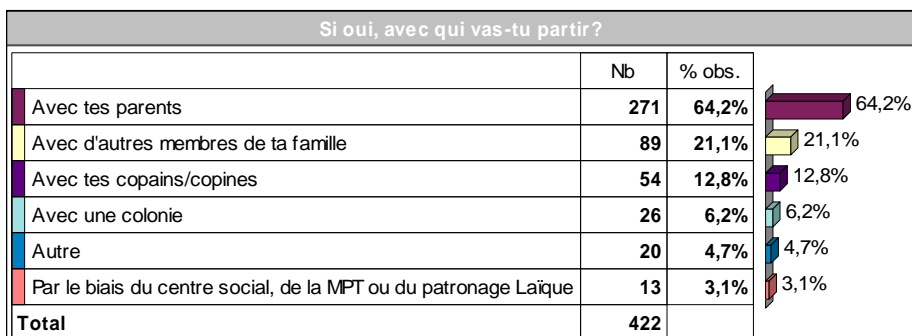 Si oui, avec qui vas-tu partir?
Nb % obs.
Avec tes parents 271 64,2% 64,2%
Avec d'autres membres de ta famille 89 21,1% 21,1%
Avec tes copains/copines 54 12,8% 12,8%
Avec une colonie 26 6,2% 6,2%
Autre 20 4,7% 4,7%
Par le biais du centre social, de la MPT ou du patronage Laïque 13 3,1% 3,1%
Total 422